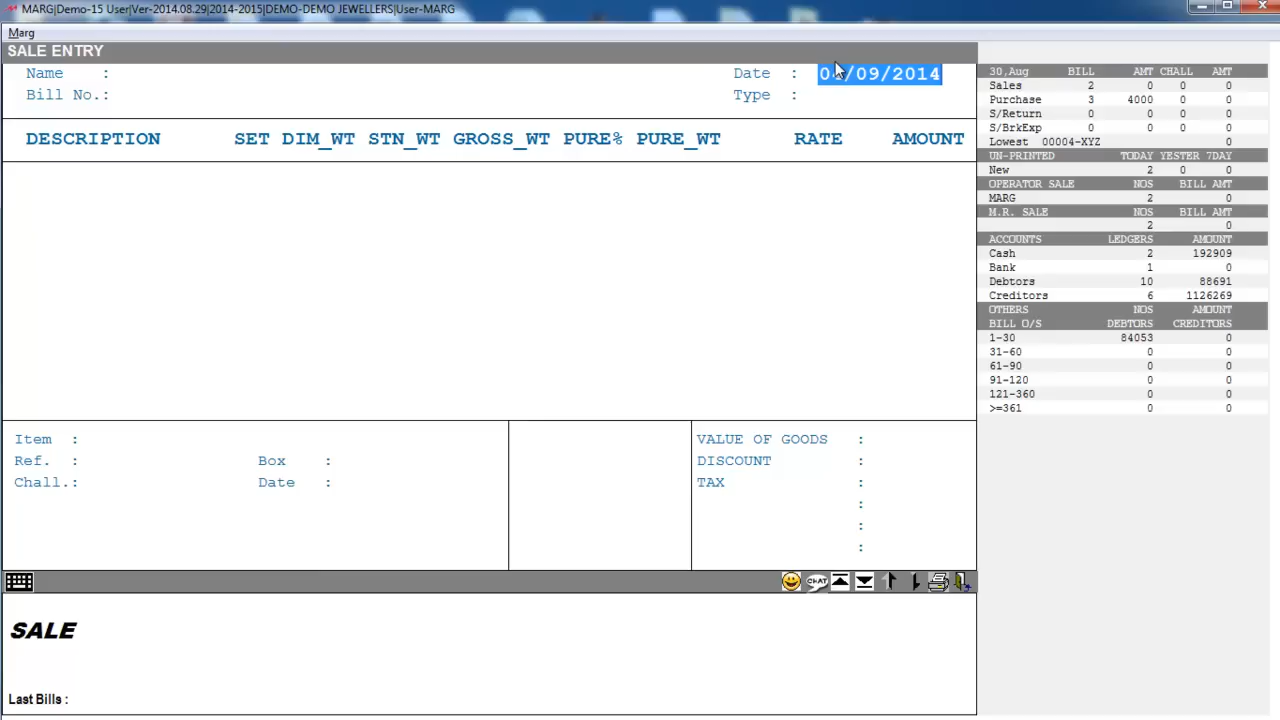 MARG|Demo-15 User|Ver-2014.08.29|2014-2015|DEMO-DEMO JEWELLERS|User-MARG
Marg
SALE ENTRY
Name : Date : 0 /09/2014
Bill No.: Type :
DESCRIPTION SET DIM_WT STN_WT GROSS_WT PURE% PURE_WT RATE AMOUNT
30,Aug BILL AMT CHALL AMT
Sales 2 0 0 0
Purchase 3 4000 0 0
S/Return 0 0 0 0
S/BrkExp 0 0 0 0
Lowest 00004-XYZ 0
UN-PRINTED TODAY YESTER 7DAY
New 2 0 0
OPERATOR SALE NOS BILL AMT
MARG 2 0
M.R. SALE NOS BILL AMT
2 0
ACCOUNTS LEDGERS AMOUNT
Cash 2 192909
Bank 1 0
Debtors 10 88691
Creditors 6 1126269
OTHERS NOS AMOUNT
BILL O/S DEBTORS CREDITORS
1-30 84053 0
31-60 0 0
61-90 0 0
91-120 0 0
121-360 0 0
>=361 0 0
Item : VALUE OF GOODS :
Ref. : Box : DISCOUNT :
Chall.: Date : TAX :
:
:
:
CHAT
SALE
Last Bills :